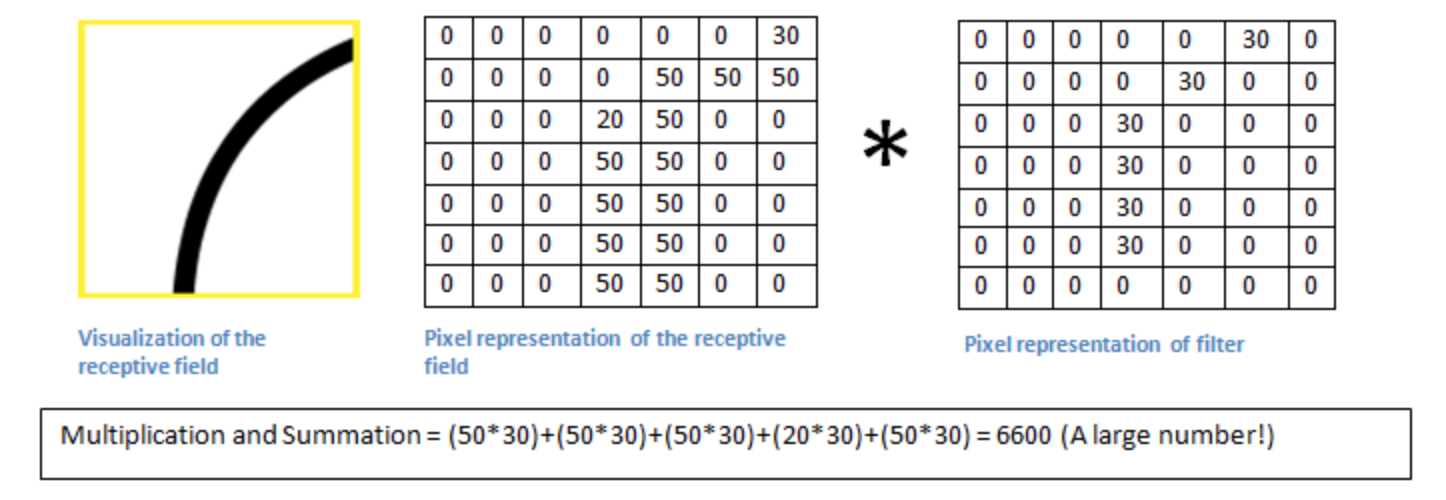 0 0 0 0 0 0 30
0 0 0 0 50 50 50
0 0 0 20 50 0 0
0 0 0 50 50 0 0
0 0 0 50 50 0 0
0 0 0 50 50 0 0
0 0 0 50 50 0 0
*
0 0 0 0 0 30 0
0 0 0 0 30 0 0
0 0 0 30 0 0 0
0 0 0 30 0 0 0
0 0 0 30 0 0 0
0 0 0 30 0 0 0
0 0 0 0 0 0 0
Visualization of the
receptive field
Pixel representation of the receptive
field
Pixel representation of filter
Multiplication and Summation = (50*30)+(50*30)+(50*30)+(20*30)+(50*30) = 6600 (A large number!)